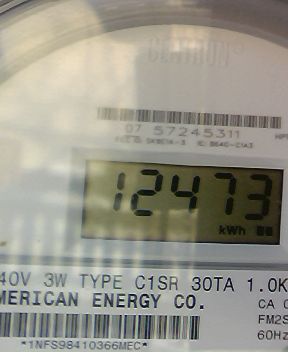 07 57245311
12473
kWh
40V 3W TYPE C1SR 30TA 1.0K
MERICAN ENERGY CO.
CA
FM2S
60Hz
*1NFS98410366MEC*